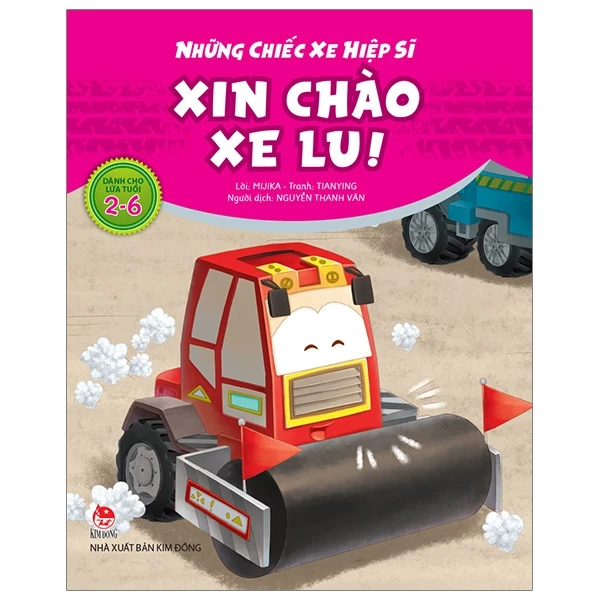 NHỮNG CHIẾC XE HIỆP SĨ
XIN CHÀO
XE LU!
DÀNH CHO
LỨA TUỔI
2-6
Lời: MIJIKA - Tranh: TIANYING
Người dịch: NGUYỄN THANH VÂN
KIM ĐỒNG
NHÀ XUẤT BẢN KIM ĐỒNG